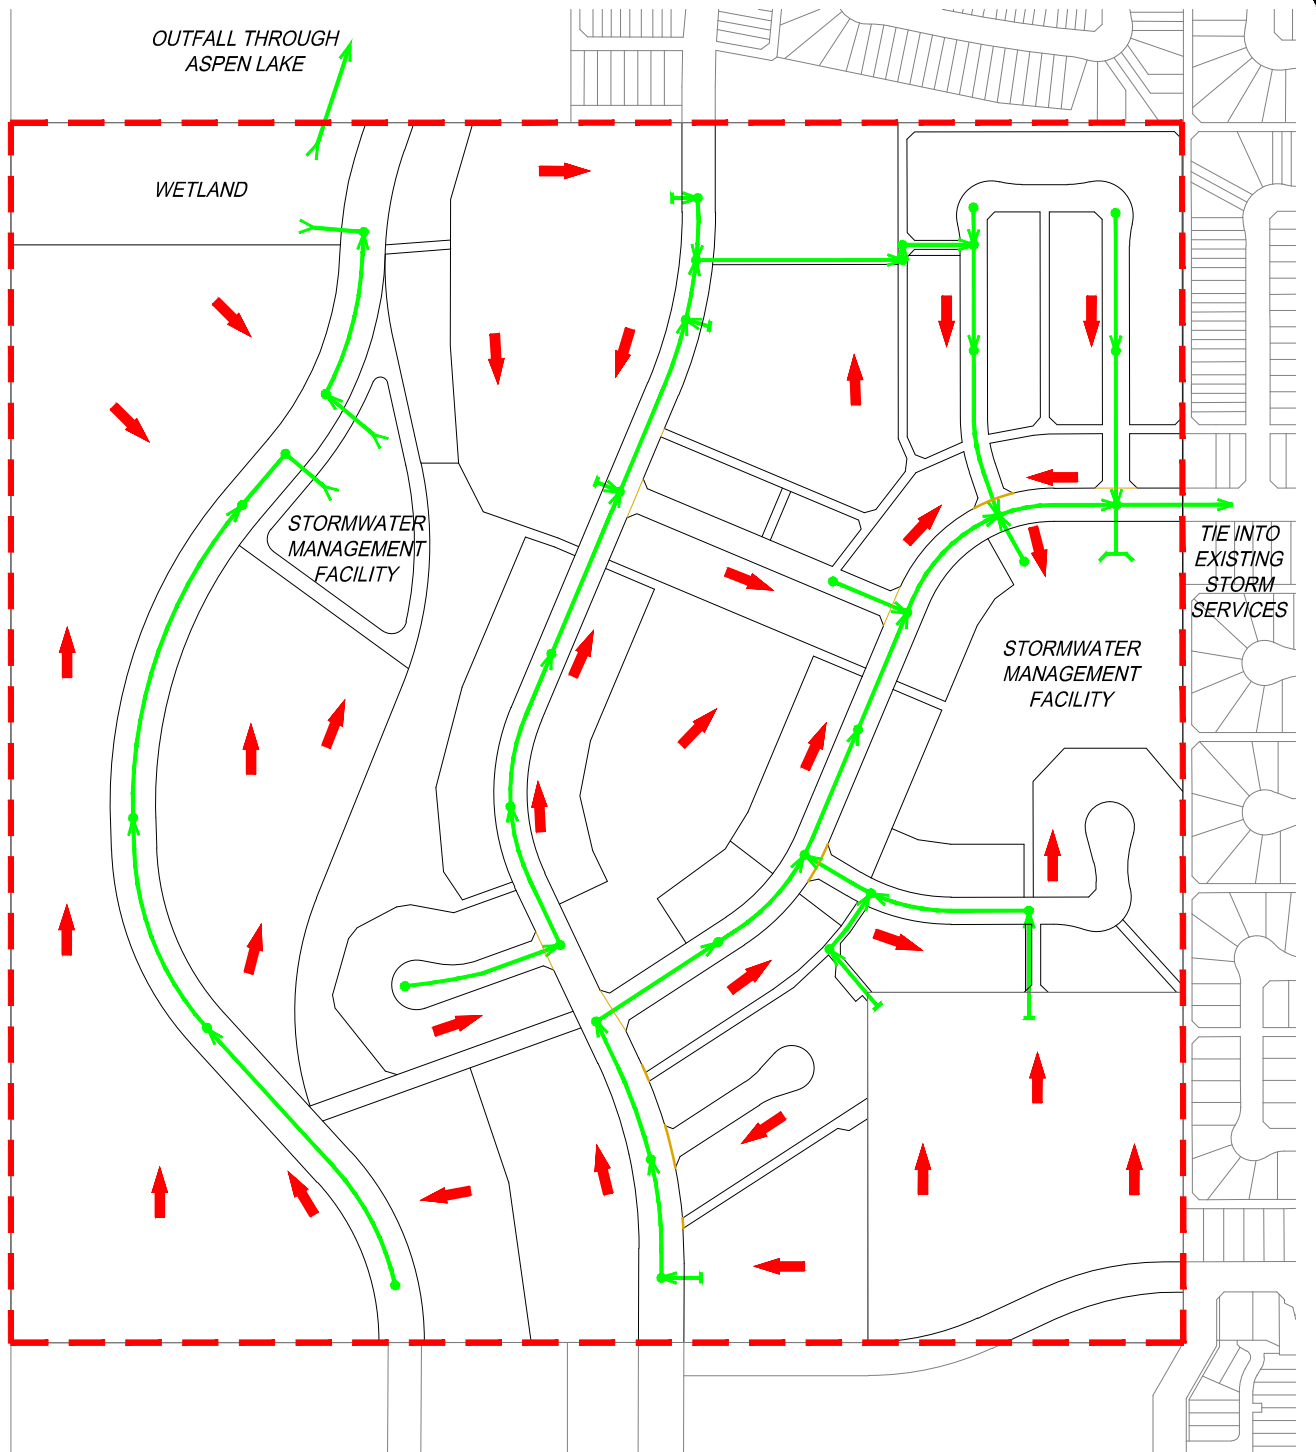 OUTFALL THROUGH
ASPEN LAKE
WETLAND
STORMWATER
MANAGEMENT
FACILITY
TIE INTO
EXISTING
STORM
SERVICES
STORMWATER
MANAGEMENT
FACILITY